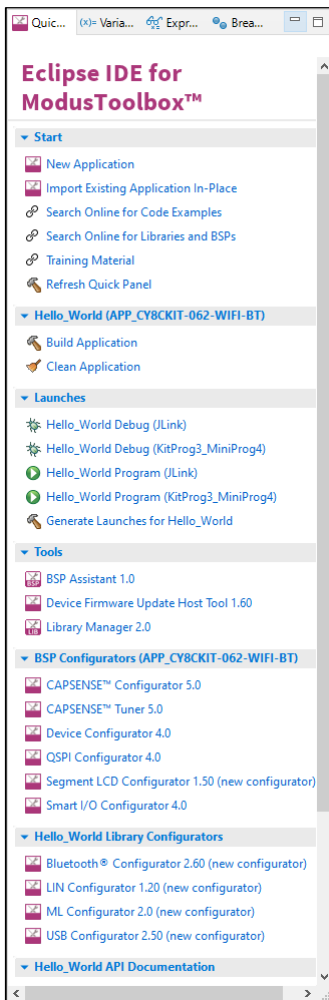 Quic... (x)= Varia... Expr... Brea...
Eclipse IDE for
ModusToolbox™
Start
New Application
Import Existing Application In-Place
Search Online for Code Examples
Search Online for Libraries and BSPs
Training Material
Refresh Quick Panel
Hello_World (APP_CY8CKIT-062-WIFI-BT)
Build Application
Clean Application
Launches
Hello_World Debug (JLink)
Hello_World Debug (KitProg3_MiniProg4)
Hello_World Program (JLink)
Hello_World Program (KitProg3_MiniProg4)
Generate Launches for Hello_World
Tools
BSP BSP Assistant 1.0
Device Firmware Update Host Tool 1.60
LIB Library Manager 2.0
BSP Configurators (APP_CY8CKIT-062-WIFI-BT)
CAPSENSE™ Configurator 5.0
CAPSENSE™ Tuner 5.0
Device Configurator 4.0
QSPI Configurator 4.0
Segment LCD Configurator 1.50 (new configurator)
Smart I/O Configurator 4.0
Hello_World Library Configurators
Bluetooth® Configurator 2.60 (new configurator)
LIN Configurator 1.20 (new configurator)
ML Configurator 2.0 (new configurator)
USB Configurator 2.50 (new configurator)
Hello_World API Documentation